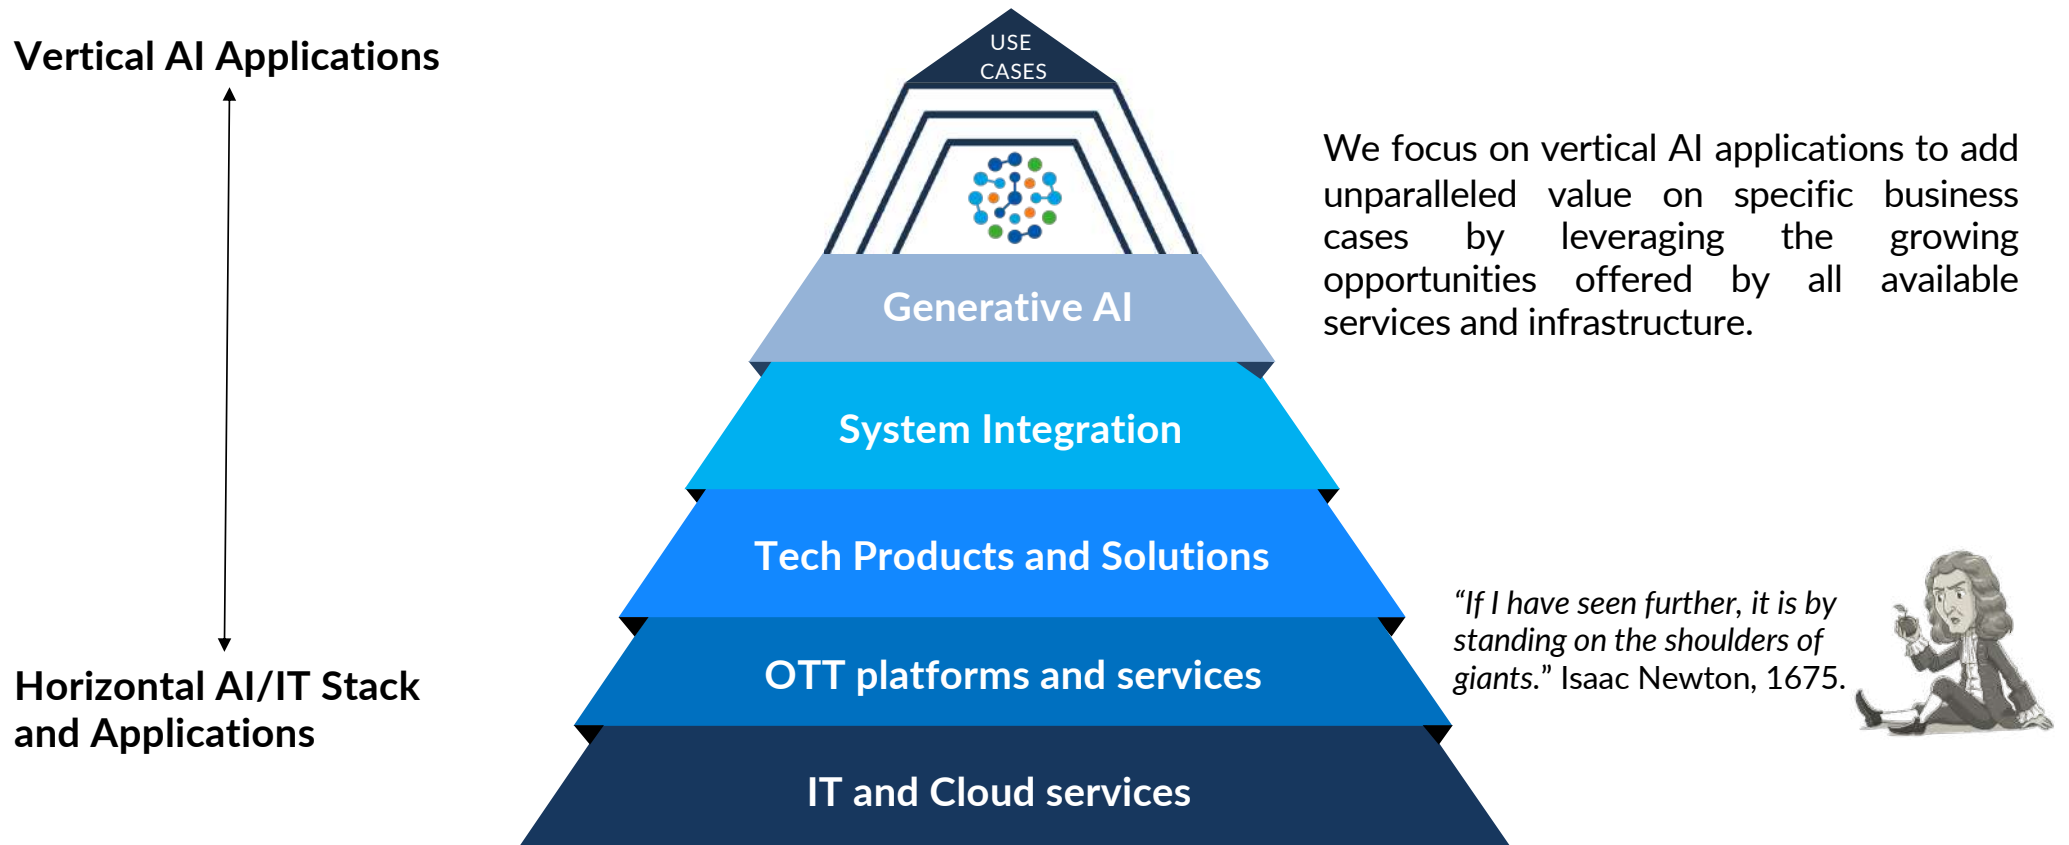 Vertical AI Applications
USE
CASES
We focus on vertical AI applications to add
unparalleled value on specific business
cases by leveraging the growing
opportunities offered by all available
services and infrastructure.
Generative AI
System Integration
Tech Products and Solutions
“If I have seen further, it is by
standing on the shoulders of
giants.” Isaac Newton, 1675.
OTT platforms and services
Horizontal AI/IT Stack
and Applications
IT and Cloud services